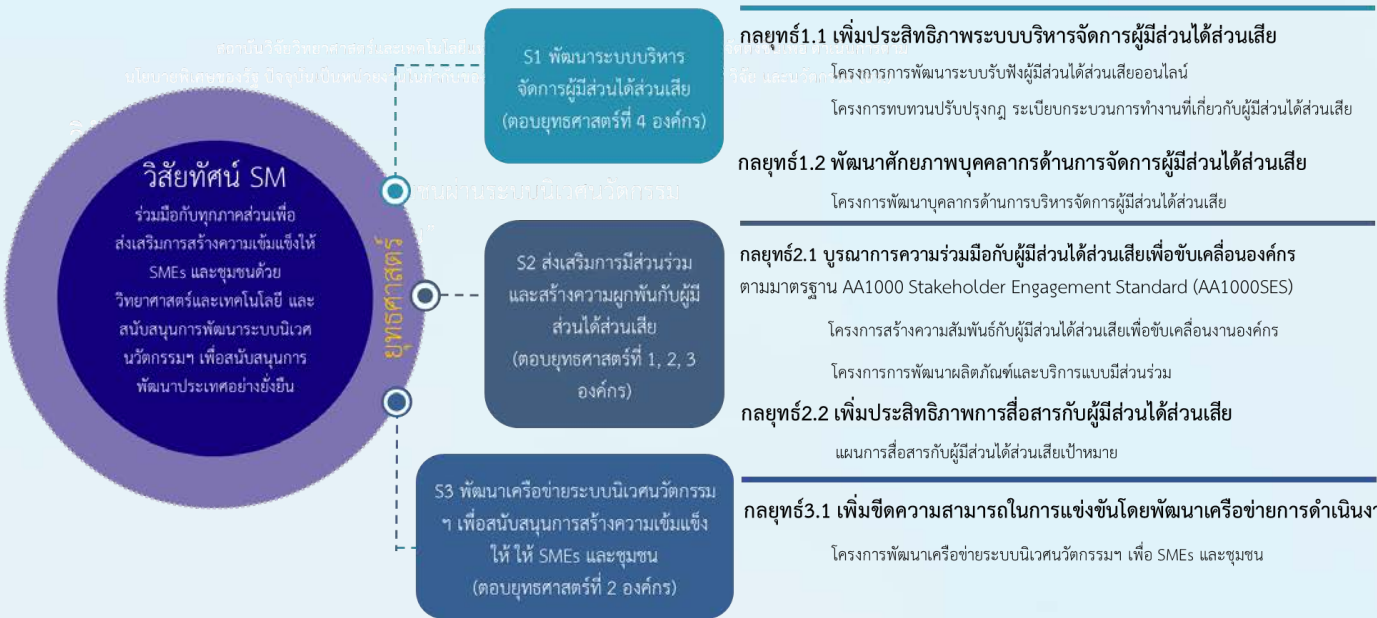 วิสัยทัศน์ SM
ร่วมมือกับทุกภาคส่วนเพื่อ
ส่งเสริมการสร้างความเข้มแข็งให้
SMEs และชุมชนด้วย
วิทยาศาสตร์และเทคโนโลยี และ
สนับสนุนการพัฒนาระบบนิเวศ
นวัตกรรมฯ เพื่อสนับสนุนการ
พัฒนาประเทศอย่างยั่งยืน
ยุทธศาสตร์
S1 พัฒนาระบบบริหาร
จัดการผู้มีส่วนได้ส่วนเสีย
(ตอบยุทธศาสตร์ที่ 4 องค์กร)
กลยุทธ์1.1 เพิ่มประสิทธิภาพระบบบริหารจัดการผู้มีส่วนได้ส่วนเสีย
โครงการการพัฒนาระบบรับฟังผู้มีส่วนได้ส่วนเสียออนไลน์
โครงการทบทวนปรับปรุงกฎ ระเบียบกระบวนการทำงานที่เกี่ยวกับผู้มีส่วนได้ส่วนเสีย
กลยุทธ์1.2 พัฒนาศักยภาพบุคคลากรด้านการจัดการผู้มีส่วนได้ส่วนเสีย
โครงการพัฒนาบุคลากรด้านการบริหารจัดการผู้มีส่วนได้ส่วนเสีย
S2 ส่งเสริมการมีส่วนร่วม
และสร้างความผูกพันกับผู้มี
ส่วนได้ส่วนเสีย
(ตอบยุทธศาสตร์ที่ 1, 2, 3
องค์กร)
กลยุทธ์2.1 บูรณาการความร่วมมือกับผู้มีส่วนได้ส่วนเสียเพื่อขับเคลื่อนองค์กร
ตามมาตรฐาน AA1000 Stakeholder Engagement Standard (AA1000SES)
โครงการสร้างความสัมพันธ์กับผู้มีส่วนได้ส่วนเสียเพื่อขับเคลื่อนงานองค์กร
โครงการการพัฒนาผลิตภัณฑ์และบริการแบบมีส่วนร่วม
กลยุทธ์2.2 เพิ่มประสิทธิภาพการสื่อสารกับผู้มีส่วนได้ส่วนเสีย
แผนการสื่อสารกับผู้มีส่วนได้ส่วนเสียเป้าหมาย
S3 พัฒนาเครือข่ายระบบนิเวศนวัตกรรม
ฯ เพื่อสนับสนุนการสร้างความเข้มแข็ง
ให้ ให้ SMEs และชุมชน
(ตอบยุทธศาสตร์ที่ 2 องค์กร)
กลยุทธ์3.1 เพิ่มขีดความสามารถในการแข่งขันโดยพัฒนาเครือข่ายการดำเนินงา
โครงการพัฒนาเครือข่ายระบบนิเวศนวัตกรรมฯ เพื่อ SMEs และชุมชน